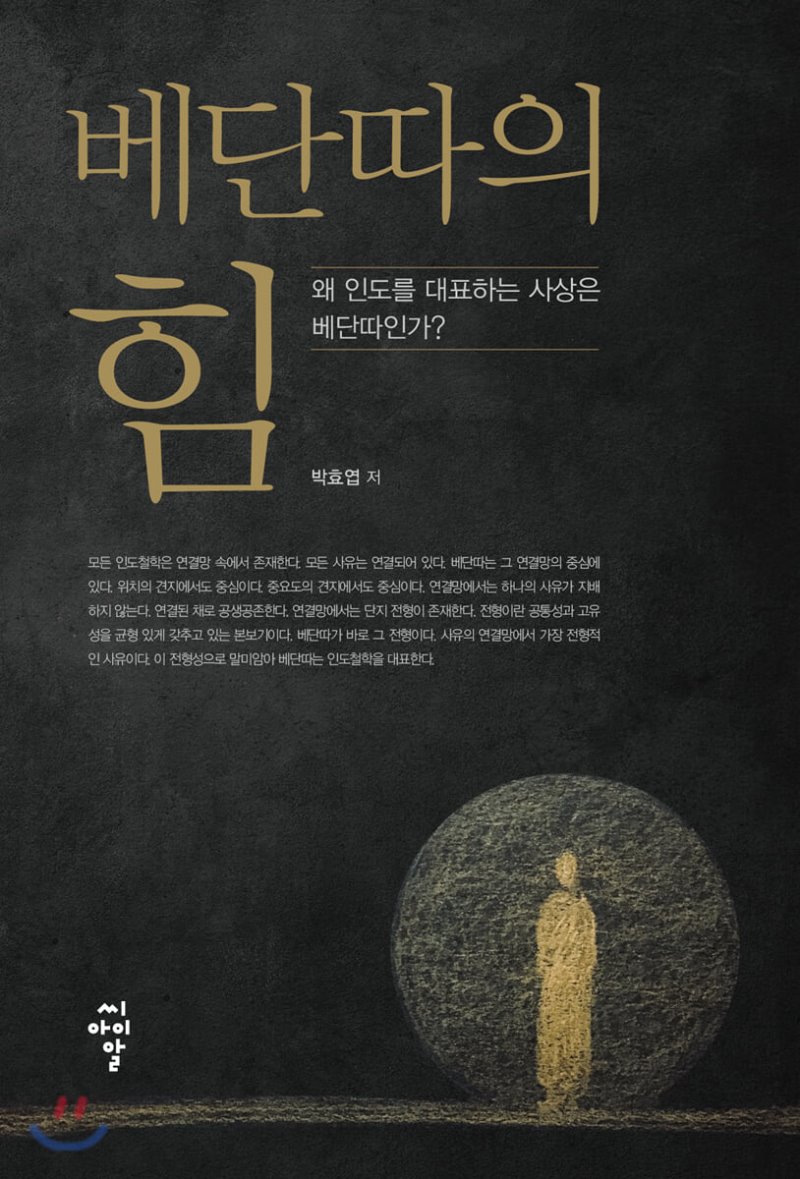 베단따의
힘
왜 인도를 대표하는 사상은
베단따인가?
박효엽 저
모든 인도철학은 연결망 속에서 존재한다. 모든 사유는 연결되어 있다. 베단따는 그 연결망의 중심에
있다. 위치의 견지에서도 중심이다. 중요도의 견지에서도 중심이다. 연결망에서는 하나의 사유가 지배
하지 않는다. 연결된 채로 공생공존한다. 연결망에서는 단지 전형이 존재한다. 전형이란 공통성과 고유
성을 균형 있게 갖추고 있는 본보기이다. 베단따가 바로 그 전형이다. 사유의 연결망에서 가장 전형적
인 사유이다. 이 전형성으로 말미암아 베단따는 인도철학을 대표한다.
씨
아이
알